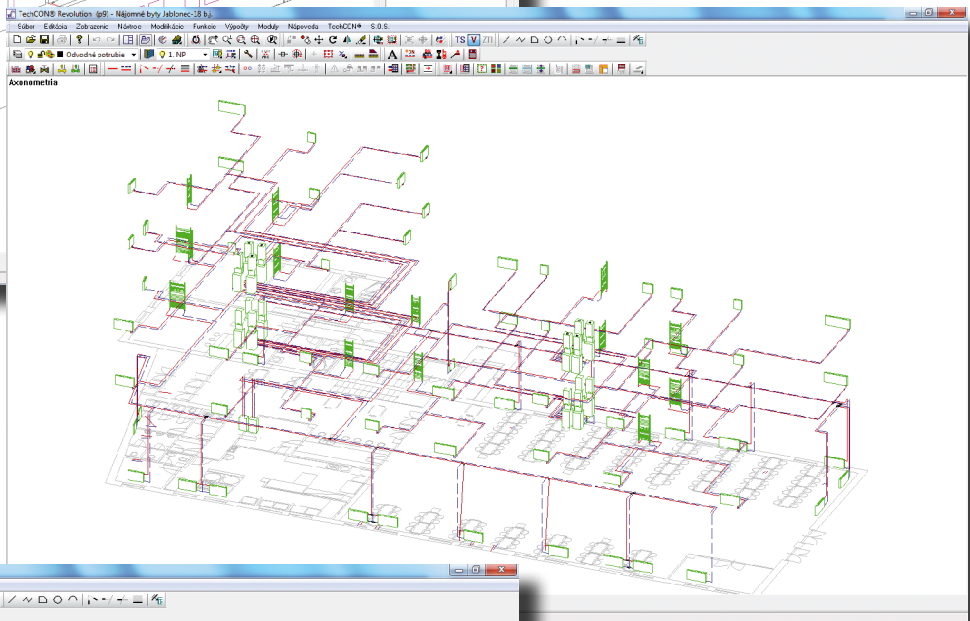 TechCON® Revolution (p9) - Nájomné byty Jablonec-18 b.j.
Súbor Editácia Zobrazenie Nástroje Modifikácie Funkcie Výpočty Moduly Nápoveda TechCON® S.O.S.
TS V
Odvodné potrubie 1. NP A
Axonometria